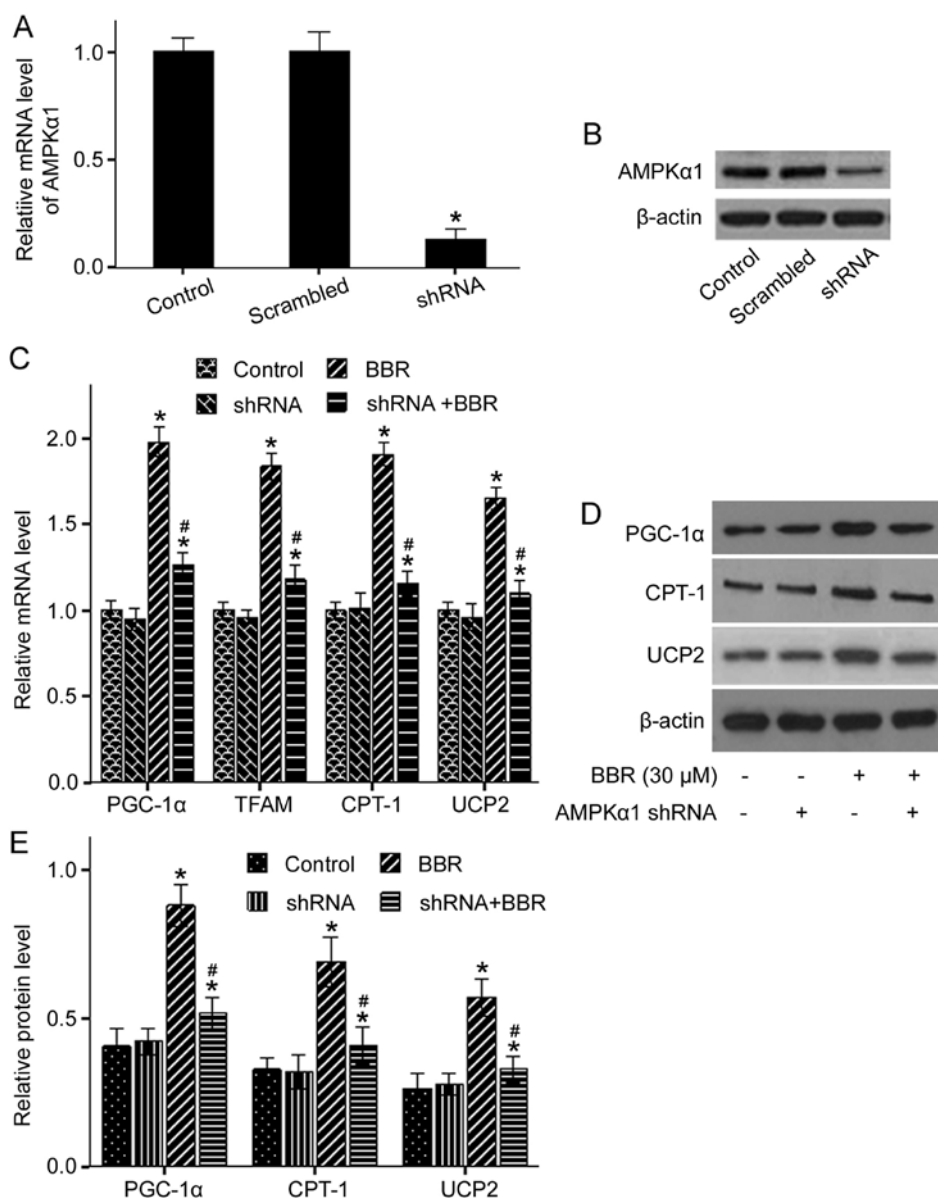 A
Relatiive mRNA level
of AMPKα1
1.0
0.5
0.0
*
Control
Scrambled
shRNA
B
AMPKα1
β-actin
Control
Scrambled
shRNA
C
Control
BBR
shRNA
shRNA +BBR
Relative mRNA level
2.0
1.5
1.0
0.5
0.0
*
#
*
*
#
*
*
#
*
*
#
*
PGC-1α
TFAM
CPT-1
UCP2
D
PGC-1α
CPT-1
UCP2
β-actin
BBR (30 μM) - - + +
AMPKα1 shRNA - + - +
E
Control
BBR
shRNA
shRNA+BBR
Relative protein level
1.0
0.5
0.0
*
#
*
*
#
*
*
#
*
PGC-1α
CPT-1
UCP2